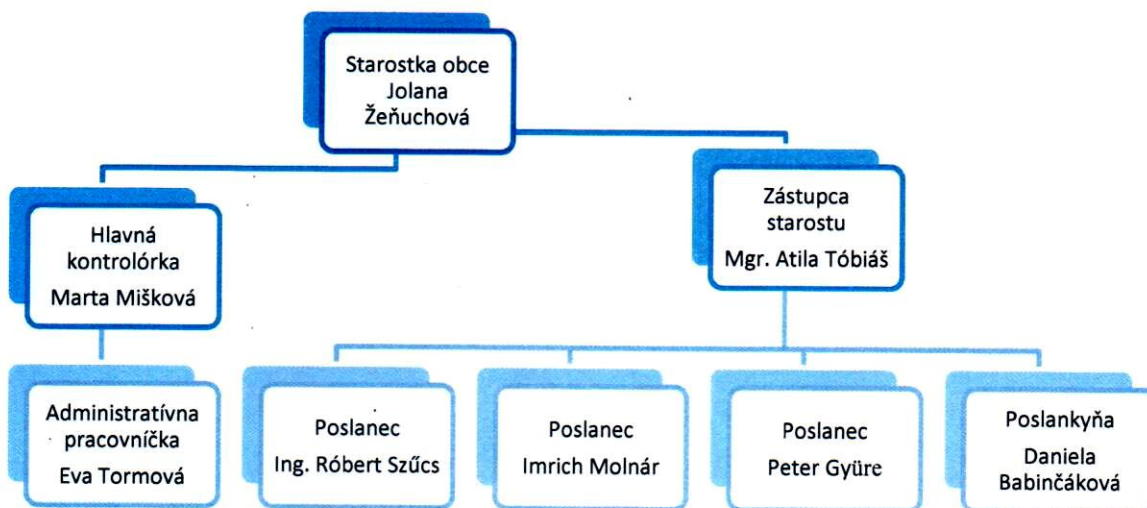 Starostka obce
Jolana
Žeňuchová
Hlavná
kontrolórka
Marta Mišková
Zástupca
starostu
Mgr. Atila Tóbiáš
Administratívna
pracovníčka
Eva Tormová
Poslanec
Ing. Róbert Szűcs
Poslanec
Imrich Molnár
Poslanec
Peter Gyüre
Poslankyňa
Daniela
Babinčáková